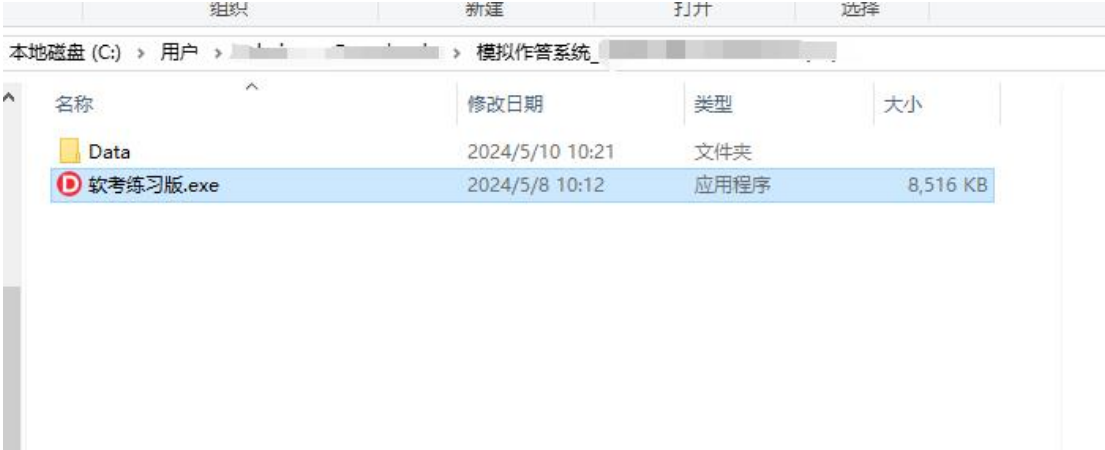 组织 新建 打开 选择
本地磁盘 (C:) › 用户 › › 模拟作答系统_
名称 修改日期 类型 大小
Data 2024/5/10 10:21 文件夹
软考练习版.exe 2024/5/8 10:12 应用程序 8,516 KB